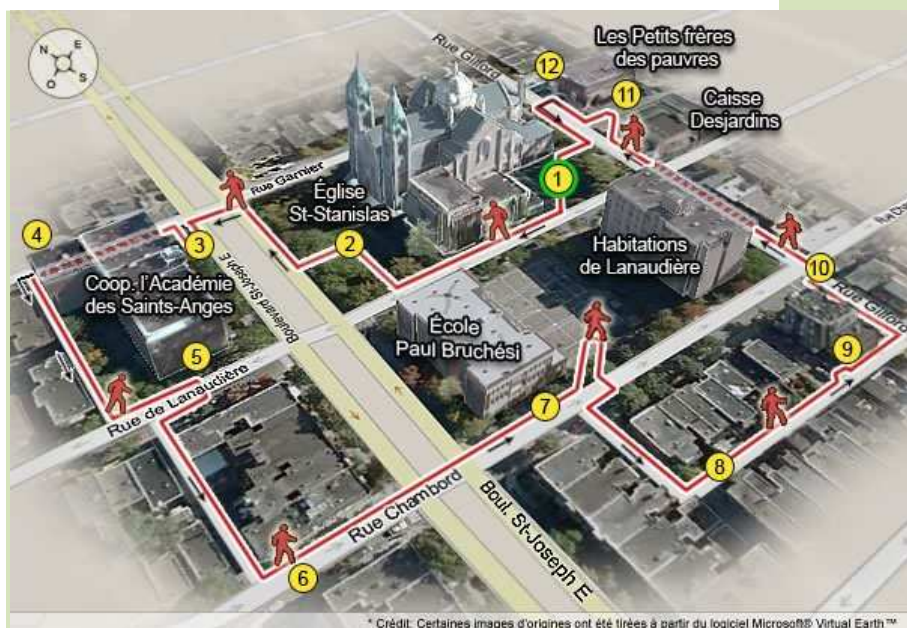 N
E
S
O
Rue Gilford
Les Petits frères
des pauvres
12
11
Caisse
Desjardins
1
Rue Garnier
Église
St-Stanislas
2
3
4
Habitations
de Lanaudière
10
Rue Gilford
Coop. l'Académie
des Saints-Anges
Boulevard St-Joseph E
École
Paul Bruchési
5
9
Rue de Lanaudière
7
8
Rue Chambord
Boul. St-Joseph E
6
* Crédit: Certaines images d'origines ont été tirées à partir du logiciel Microsoft® Virtual Earth™